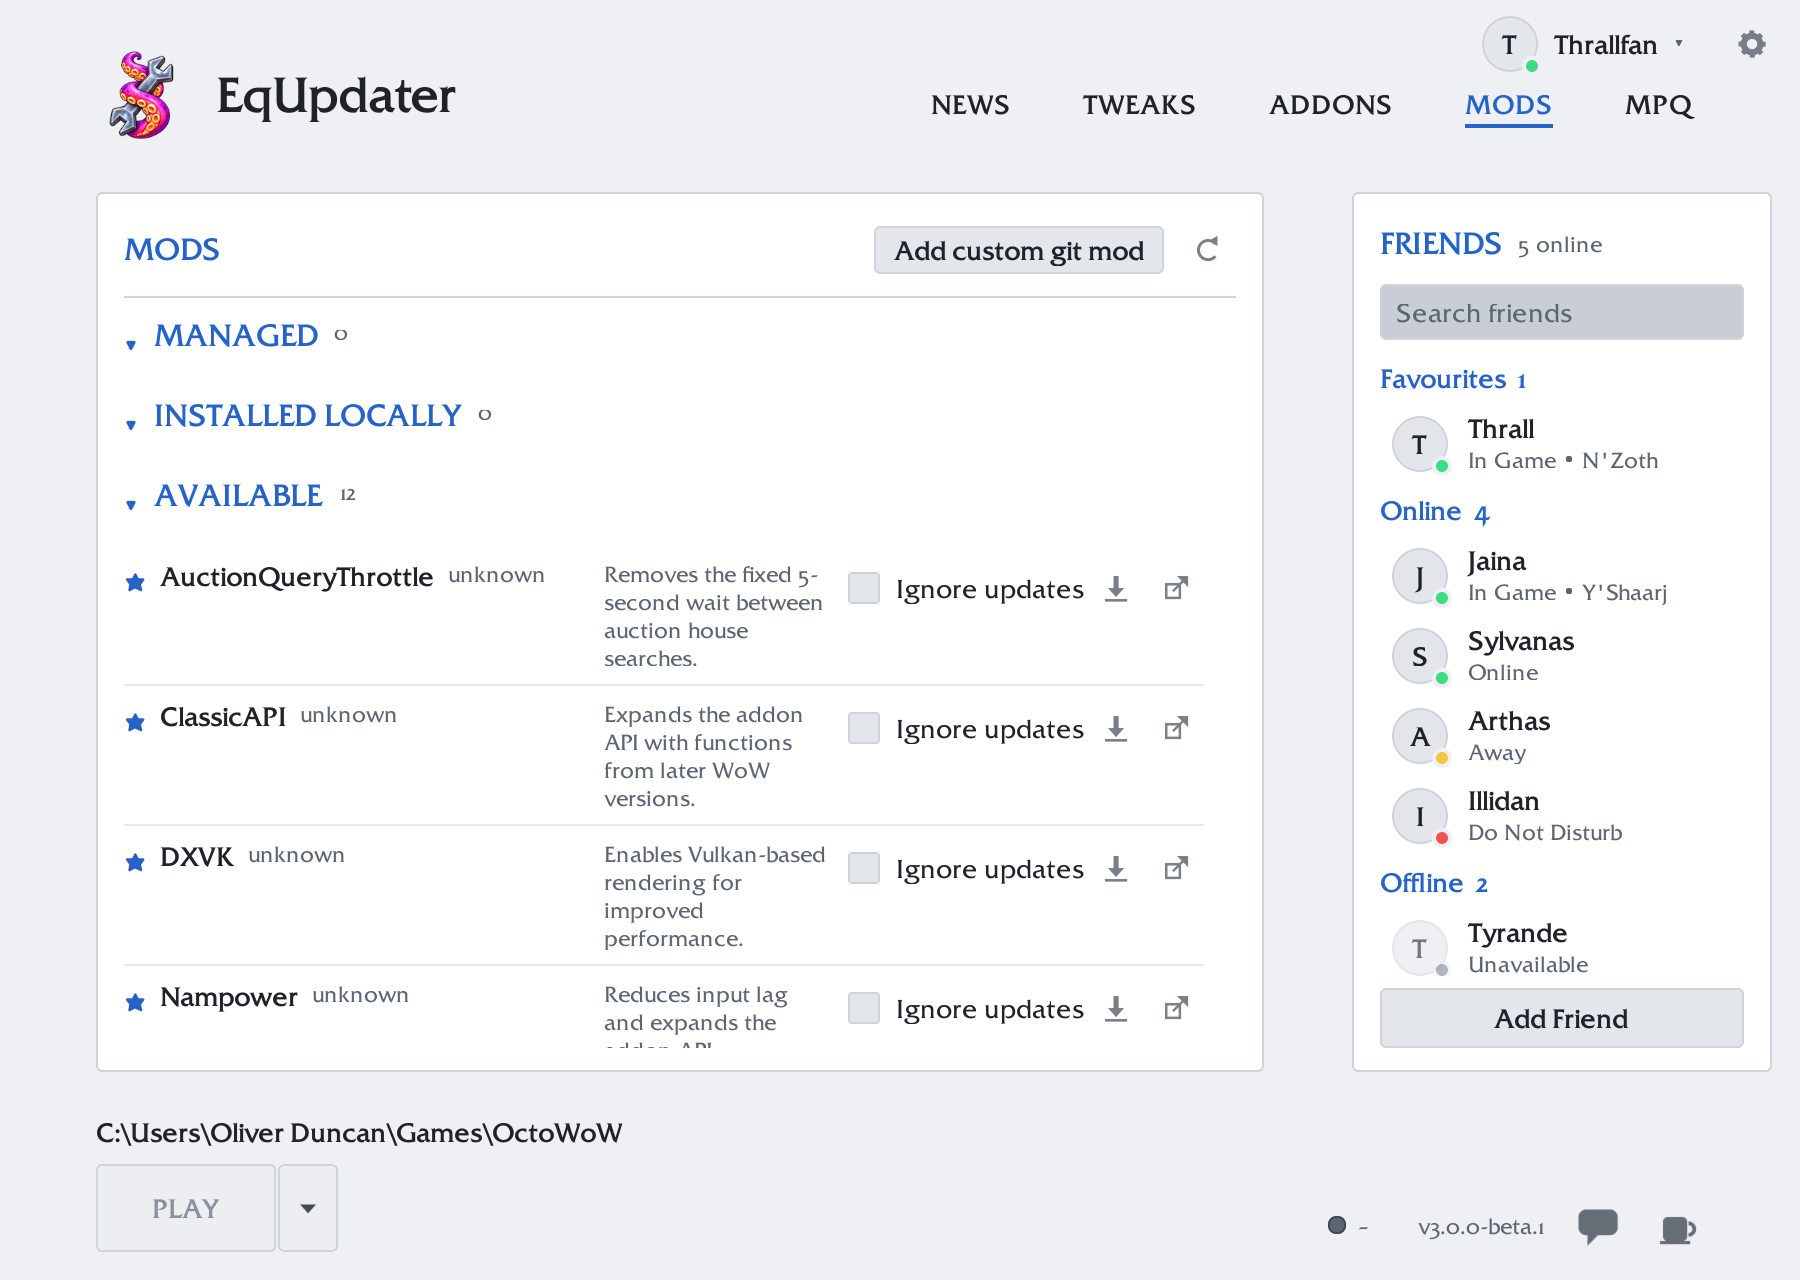 T Thrallfan
EqUpdater
NEWS TWEAKS ADDONS MODS MPQ
MODS
Add custom git mod
MANAGED 0
INSTALLED LOCALLY 0
AVAILABLE 12
AuctionQueryThrottle unknown
Removes the fixed 5-
second wait between
auction house
searches.
Ignore updates
ClassicAPI unknown
Expands the addon
API with functions
from later WoW
versions.
Ignore updates
DXVK unknown
Enables Vulkan-based
rendering for
improved
performance.
Ignore updates
Nampower unknown
Reduces input lag
and expands the
addon API
Ignore updates
FRIENDS 5 online
Search friends
Favourites 1
T Thrall
In Game • N'Zoth
Online 4
J Jaina
In Game • Y'Shaarj
S Sylvanas
Online
A Arthas
Away
I Illidan
Do Not Disturb
Offline 2
T Tyrande
Unavailable
Add Friend
C:\Users\Oliver Duncan\Games\OctoWoW
PLAY
– v3.0.0-beta.1